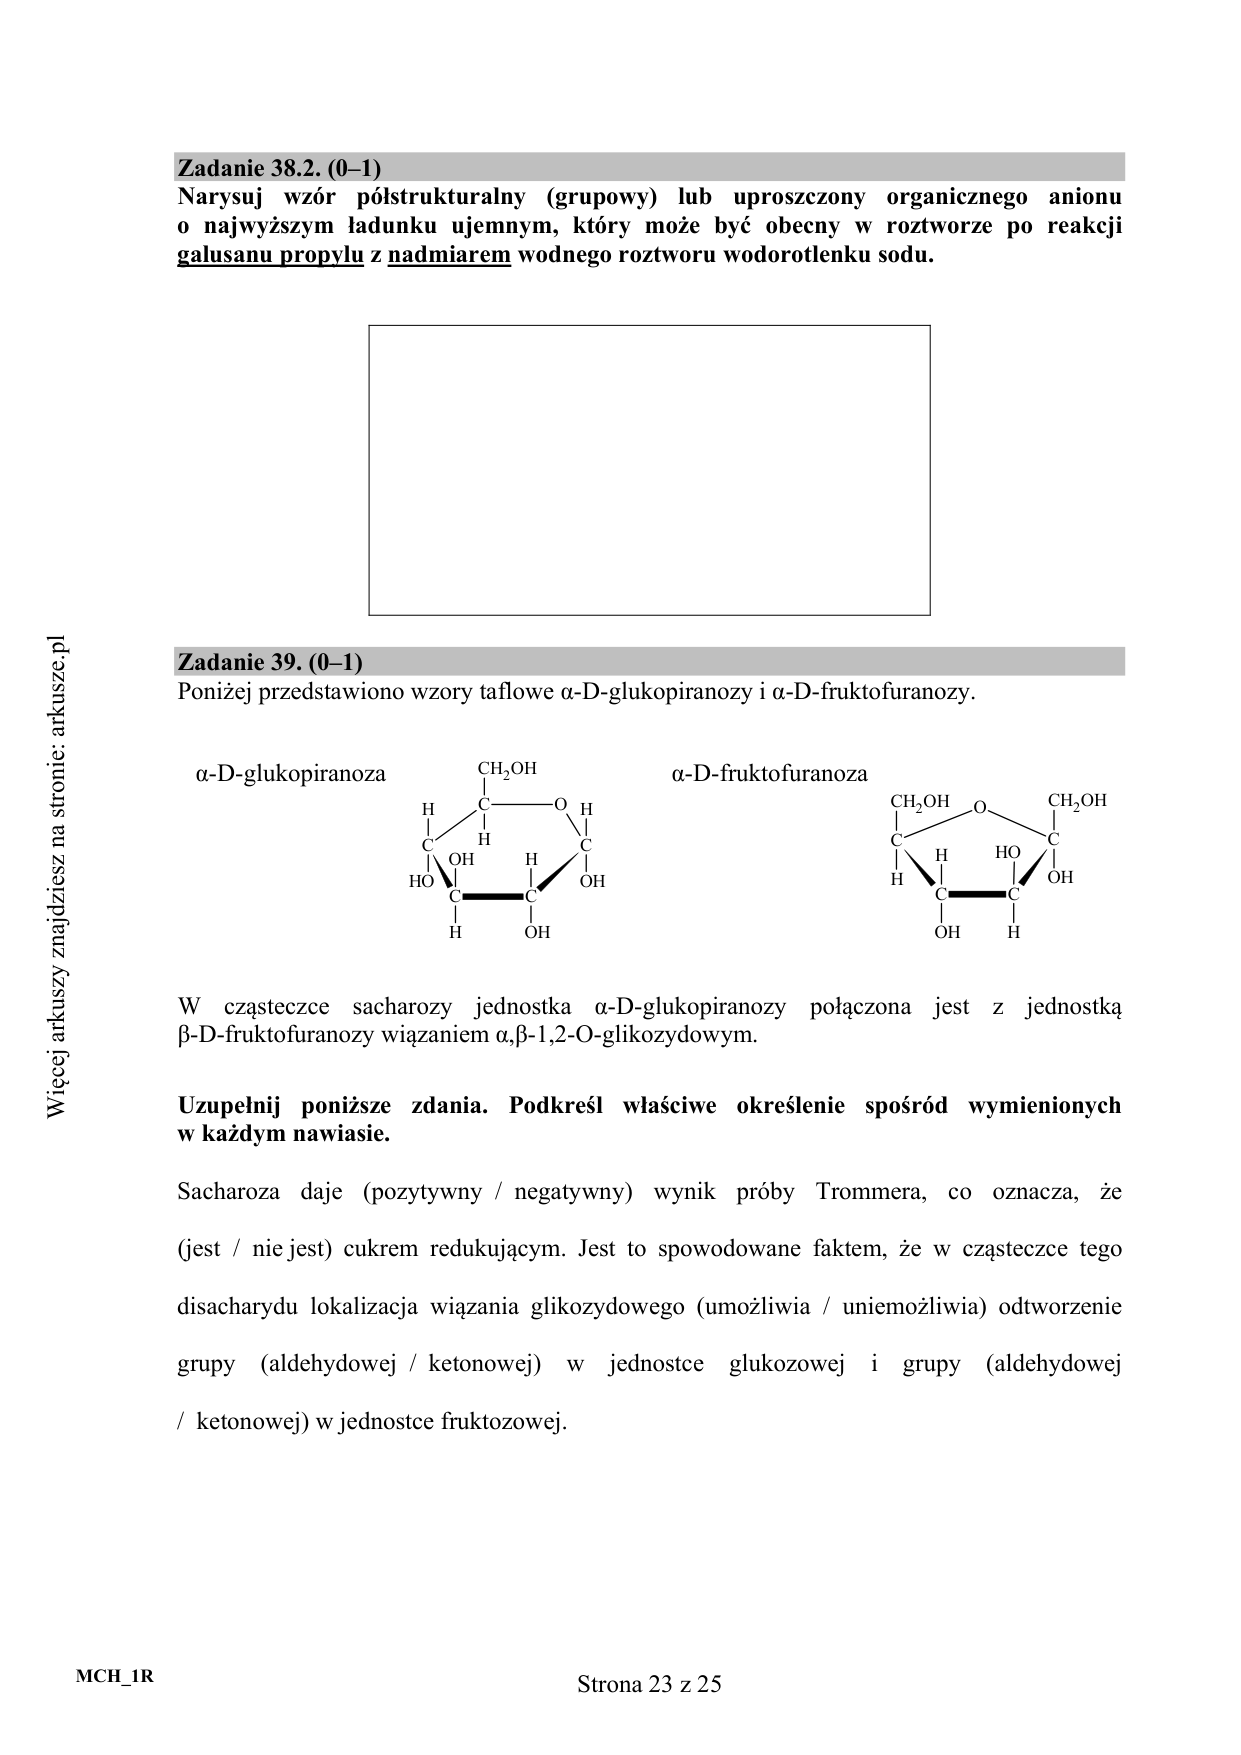 Zadanie 38.2. (0–1)
Narysuj wzór półstrukturalny (grupowy) lub uproszczony organicznego anionu
o najwyższym ładunku ujemnym, który może być obecny w roztworze po reakcji
galusanu propylu z nadmiarem wodnego roztworu wodorotlenku sodu.
Zadanie 39. (0–1)
Poniżej przedstawiono wzory taflowe α-D-glukopiranozy i α-D-fruktofuranozy.
α-D-glukopiranoza
CH2OH
H C O H
C H C
OH H
HO OH
C C
H OH
α-D-fruktofuranoza
CH2OH O CH2OH
C C
H HO
H OH
C C
OH H
W cząsteczce sacharozy jednostka α-D-glukopiranozy połączona jest z jednostką
β-D-fruktofuranozy wiązaniem α,β-1,2-O-glikozydowym.
Uzupełnij poniższe zdania. Podkreśl właściwe określenie spośród wymienionych
w każdym nawiasie.
Sacharoza daje (pozytywny / negatywny) wynik próby Trommera, co oznacza, że
(jest / nie jest) cukrem redukującym. Jest to spowodowane faktem, że w cząsteczce tego
disacharydu lokalizacja wiązania glikozydowego (umożliwia / uniemożliwia) odtworzenie
grupy (aldehydowej / ketonowej) w jednostce glukozowej i grupy (aldehydowej
/ ketonowej) w jednostce fruktozowej.
Więcej arkuszy znajdziesz na stronie: arkusze.pl
MCH_1R
Strona 23 z 25